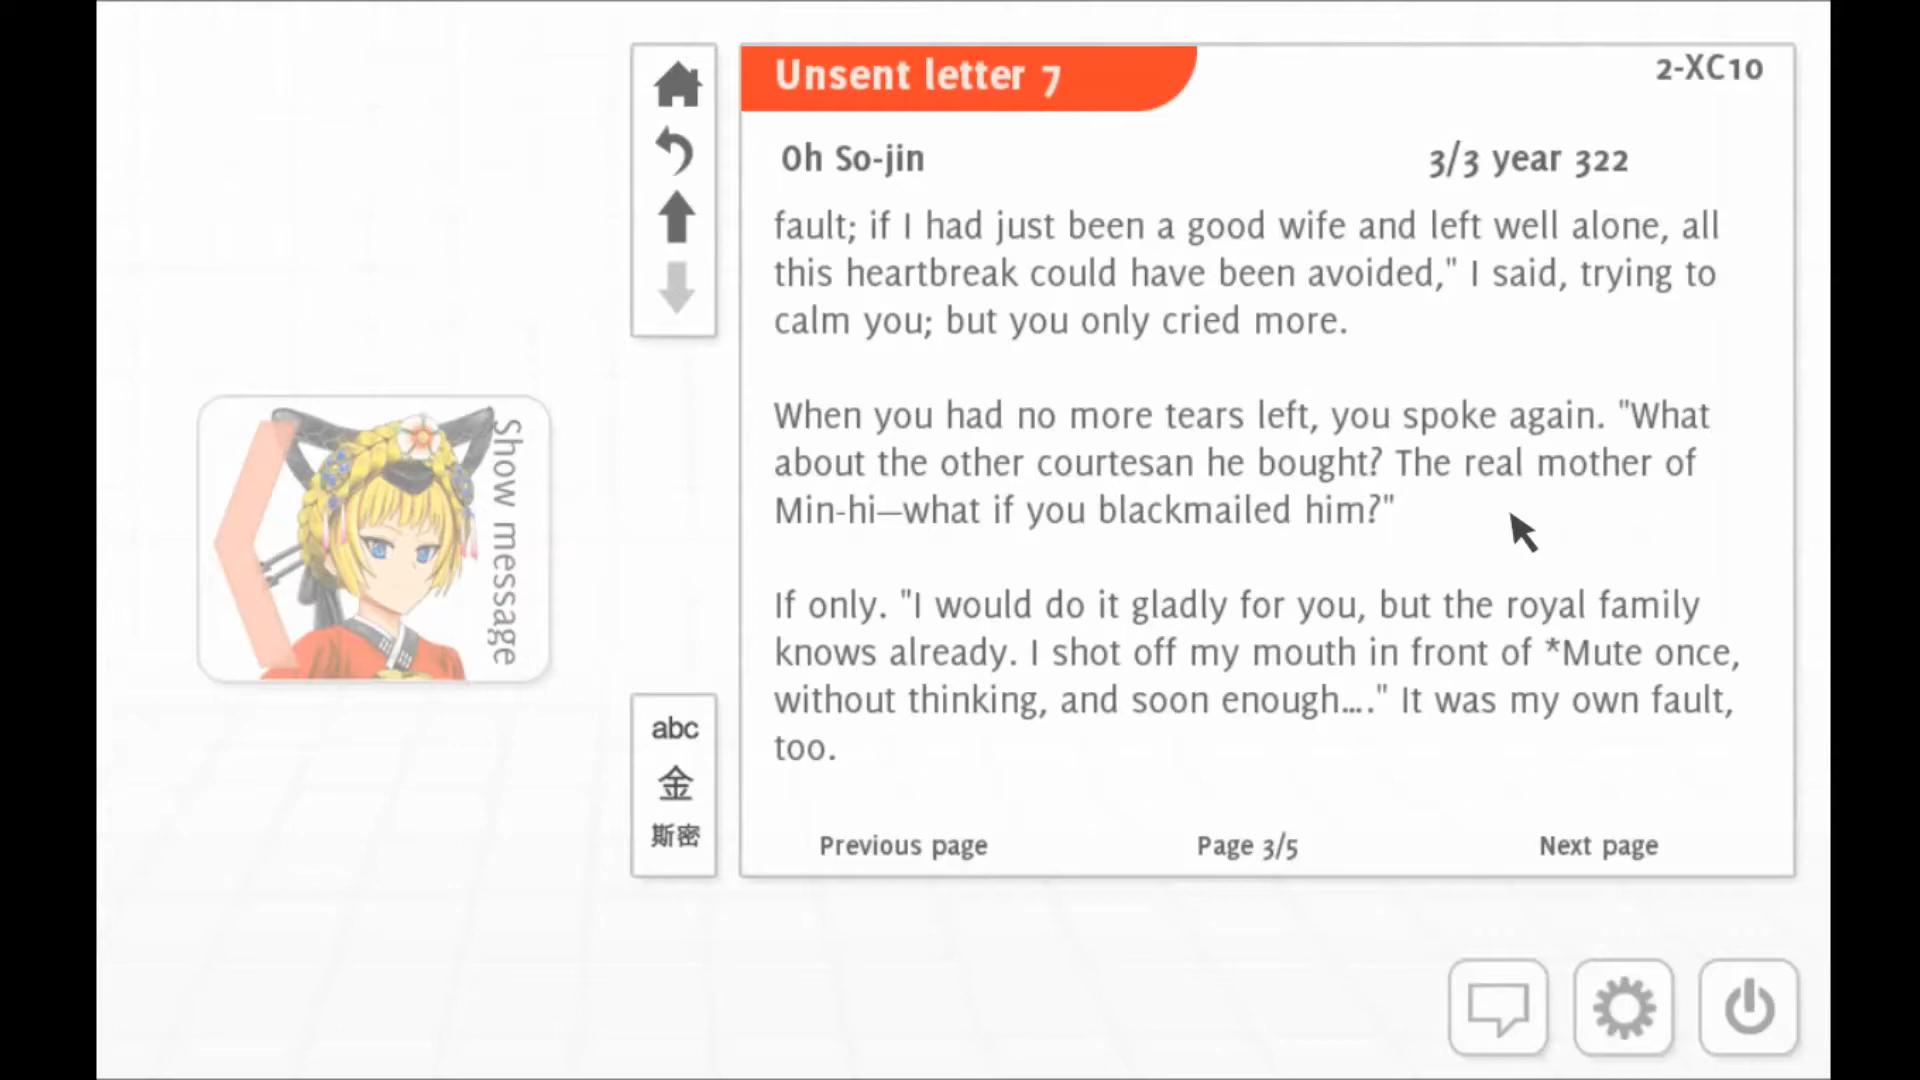 Unsent letter 7
2-XC10
Oh So-jin
3/3 year 322
fault; if I had just been a good wife and left well alone, all
this heartbreak could have been avoided," I said, trying to
calm you; but you only cried more.
When you had no more tears left, you spoke again. "What
about the other courtesan he bought? The real mother of
Min-hi—what if you blackmailed him?"
If only. "I would do it gladly for you, but the royal family
knows already. I shot off my mouth in front of *Mute once,
without thinking, and soon enough...." It was my own fault,
too.
Previous page
Page 3/5
Next page
Show message
abc
金
斯密